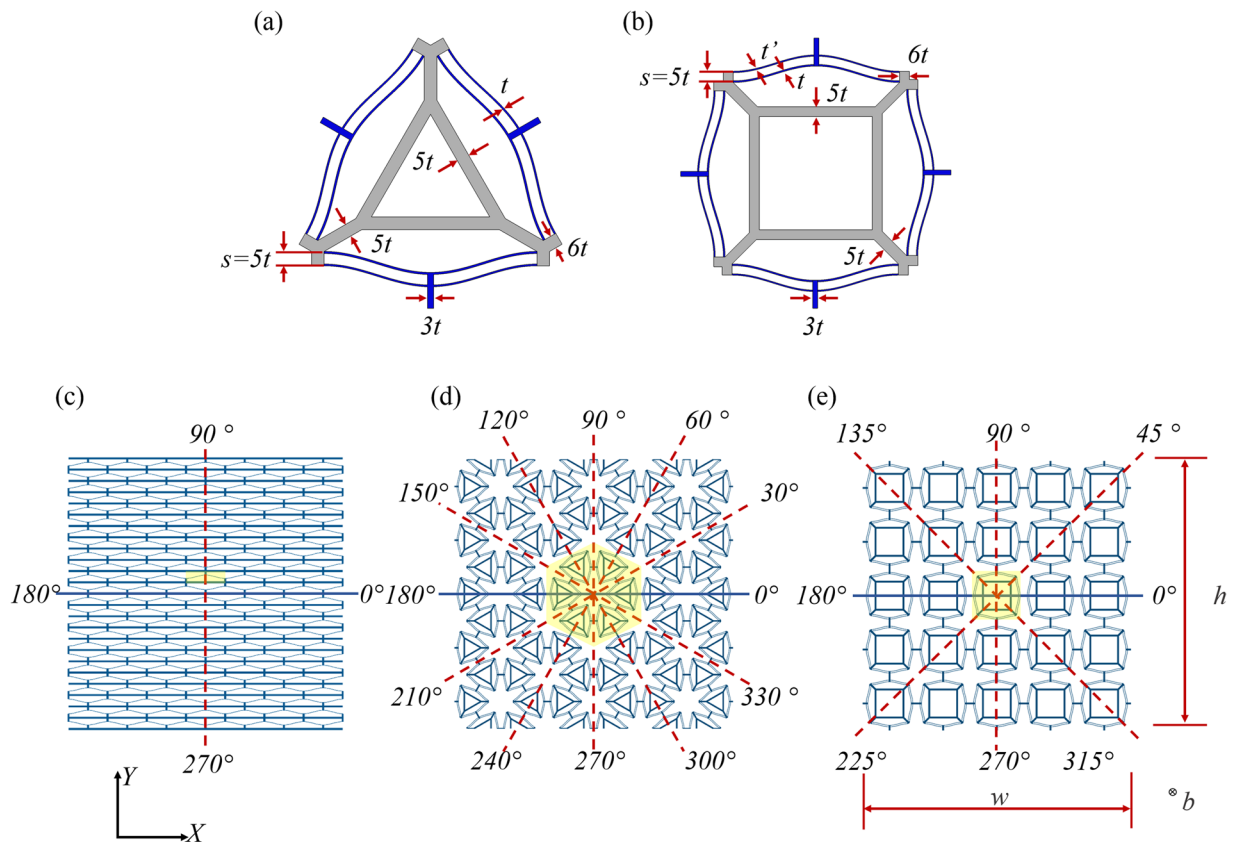 (a)
(b)
t
5t
s=5t
5t
6t
3t
t’
s=5t
t
5t
6t
5t
3t
(c)
90 °
180°
0°
270°
Y
X
(d)
120°
90 °
60 °
150°
30°
180°
0°
210°
330 °
240°
270°
300°
(e)
135°
90 °
45 °
180°
0°
h
225°
270°
315°
w
b